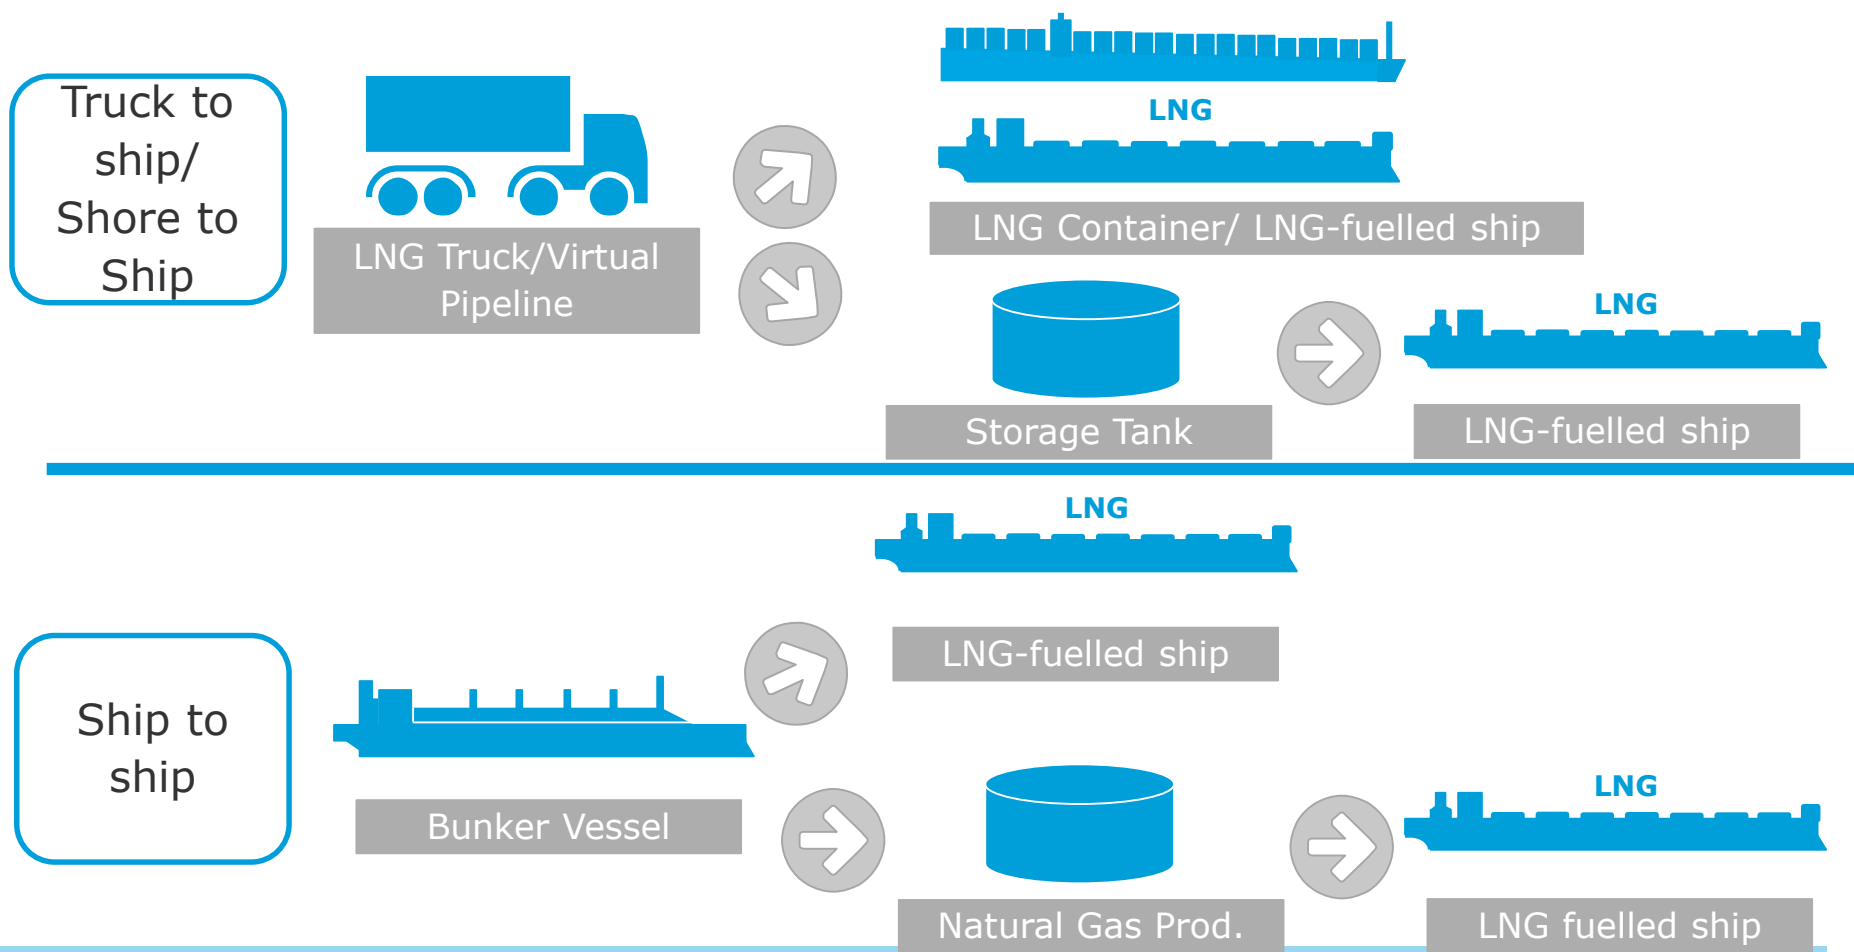 Truck to
ship/
Shore to
Ship
LNG Truck/Virtual
Pipeline
LNG
LNG Container/ LNG-fuelled ship
Storage Tank
LNG
LNG-fuelled ship
LNG
LNG-fuelled ship
Ship to
ship
Bunker Vessel
Natural Gas Prod.
LNG
LNG fuelled ship